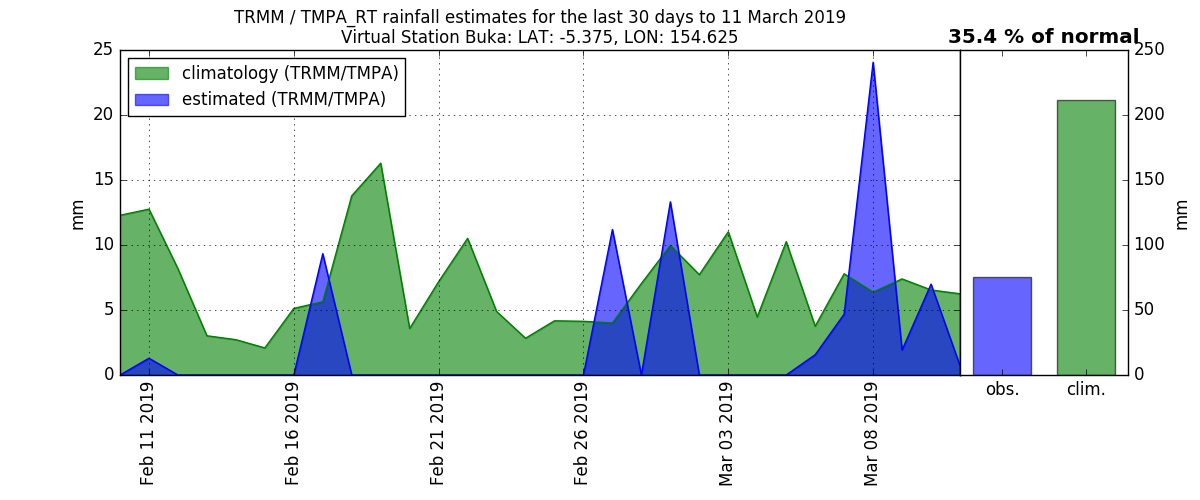 TRMM / TMPA_RT rainfall estimates for the last 30 days to 11 March 2019
Virtual Station Buka: LAT: -5.375, LON: 154.625
35.4 % of normal
climatology (TRMM/TMPA)
estimated (TRMM/TMPA)
25
20
15
10
5
0
mm
Feb 11 2019
Feb 16 2019
Feb 21 2019
Feb 26 2019
Mar 03 2019
Mar 08 2019
250
200
150
100
50
0
mm
obs.
clim.